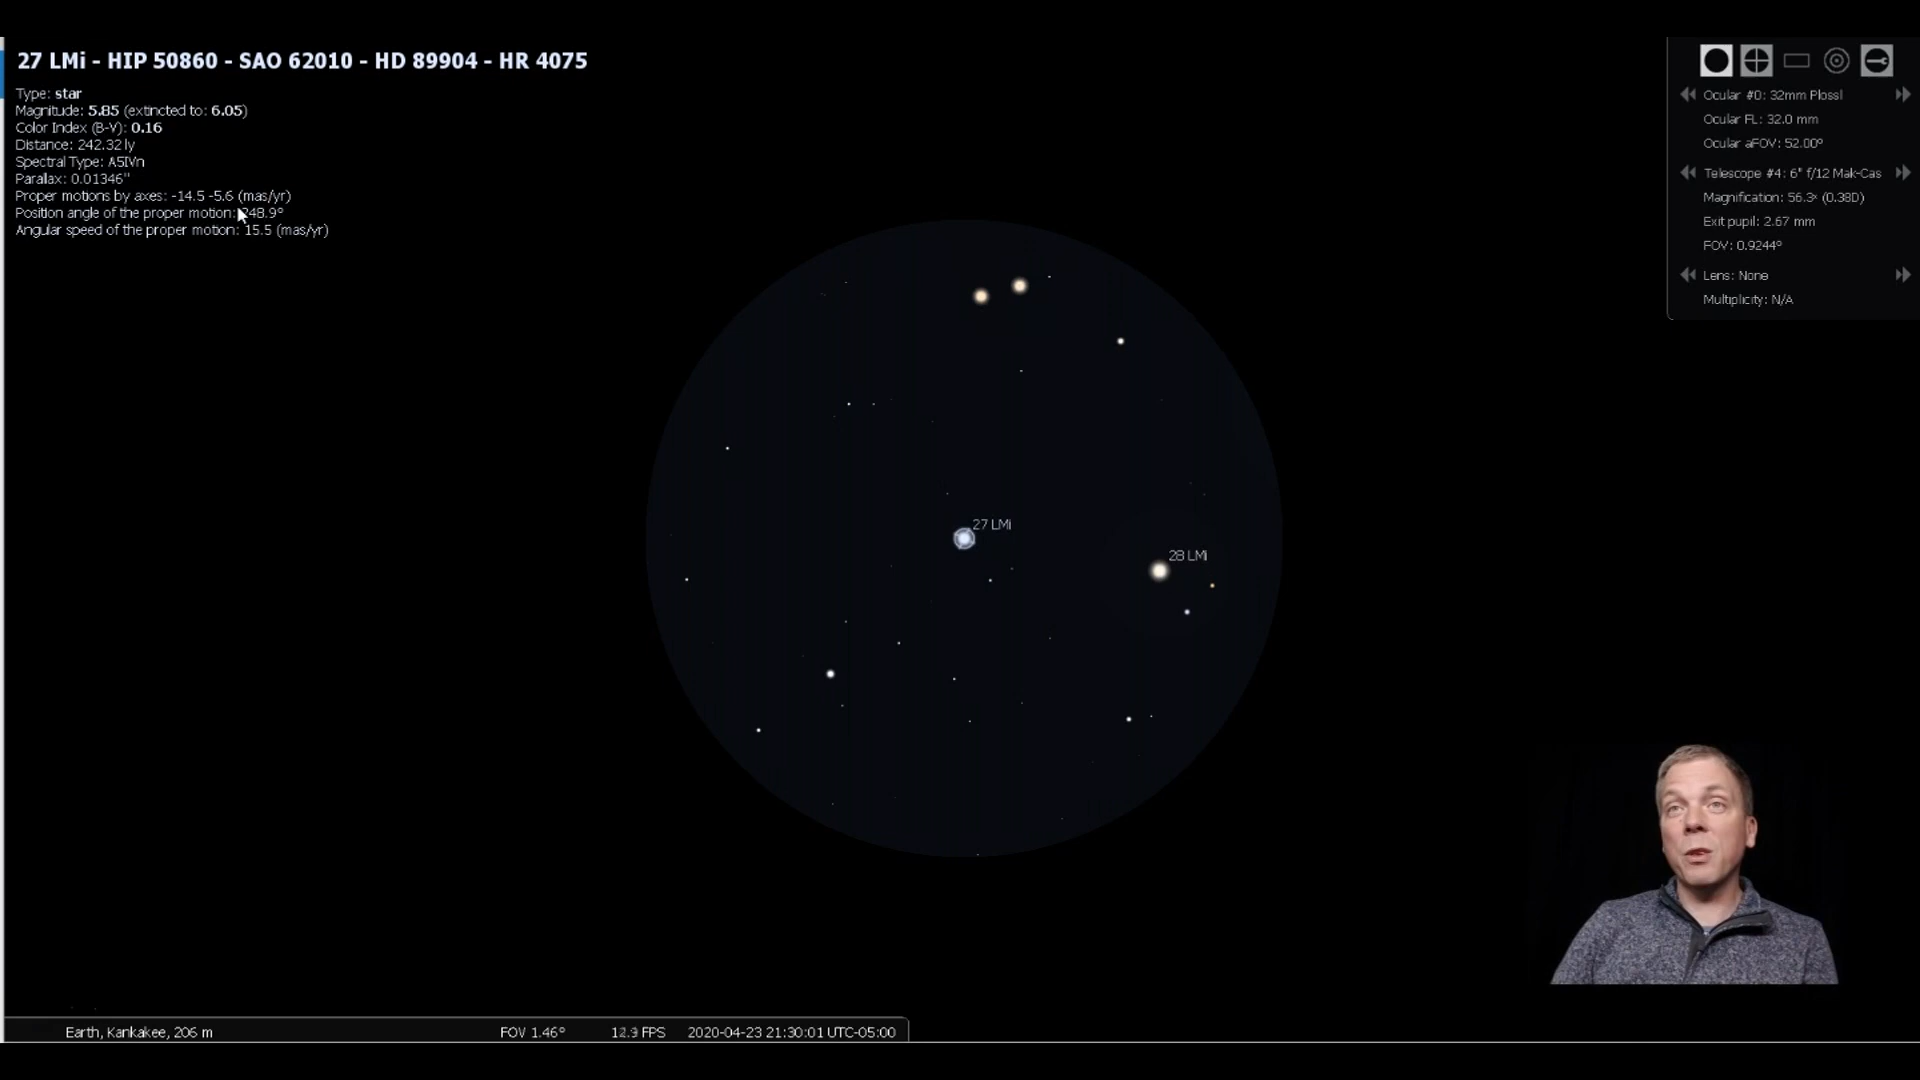 27 LMi - HIP 50860 - SAO 62010 - HD 89904 - HR 4075
Type: star
Magnitude: 5.85 (extincted to: 6.05)
Color Index (B-V): 0.16
Distance: 242.32 ly
Spectral Type: A5IVn
Parallax: 0.01346"
Proper motions by axes: -14.5 -5.6 (mas/yr)
Position angle of the proper motion: 248.9°
Angular speed of the proper motion: 15.5 (mas/yr)
Ocular #0: 32mm Plossl
Ocular FL: 32.0 mm
Ocular aFOV: 52.00°
Telescope #4: 6" f/12 Mak-Cas
Magnification: 56.3× (0.38D)
Exit pupil: 2.67 mm
FOV: 0.9244°
Lens: None
Multiplicity: N/A
27 LMi
28 LMi
Earth, Kankakee, 206 m FOV 1.46° 12.9 FPS 2020-04-23 21:30:01 UTC-05:00